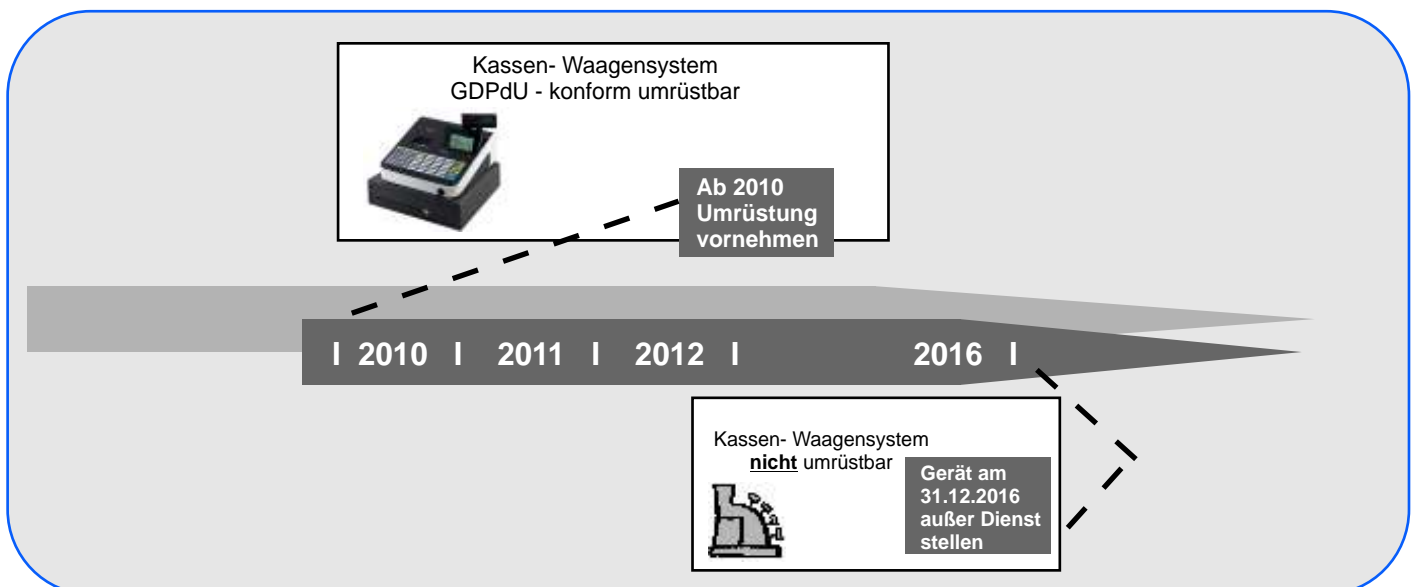 Kassen- Waagensystem
GDPdU - konform umrüstbar
Ab 2010
Umrüstung
vornehmen
I 2010 I 2011 I 2012 I 2016 I
Kassen- Waagensystem
nicht umrüstbar
Gerät am
31.12.2016
außer Dienst
stellen